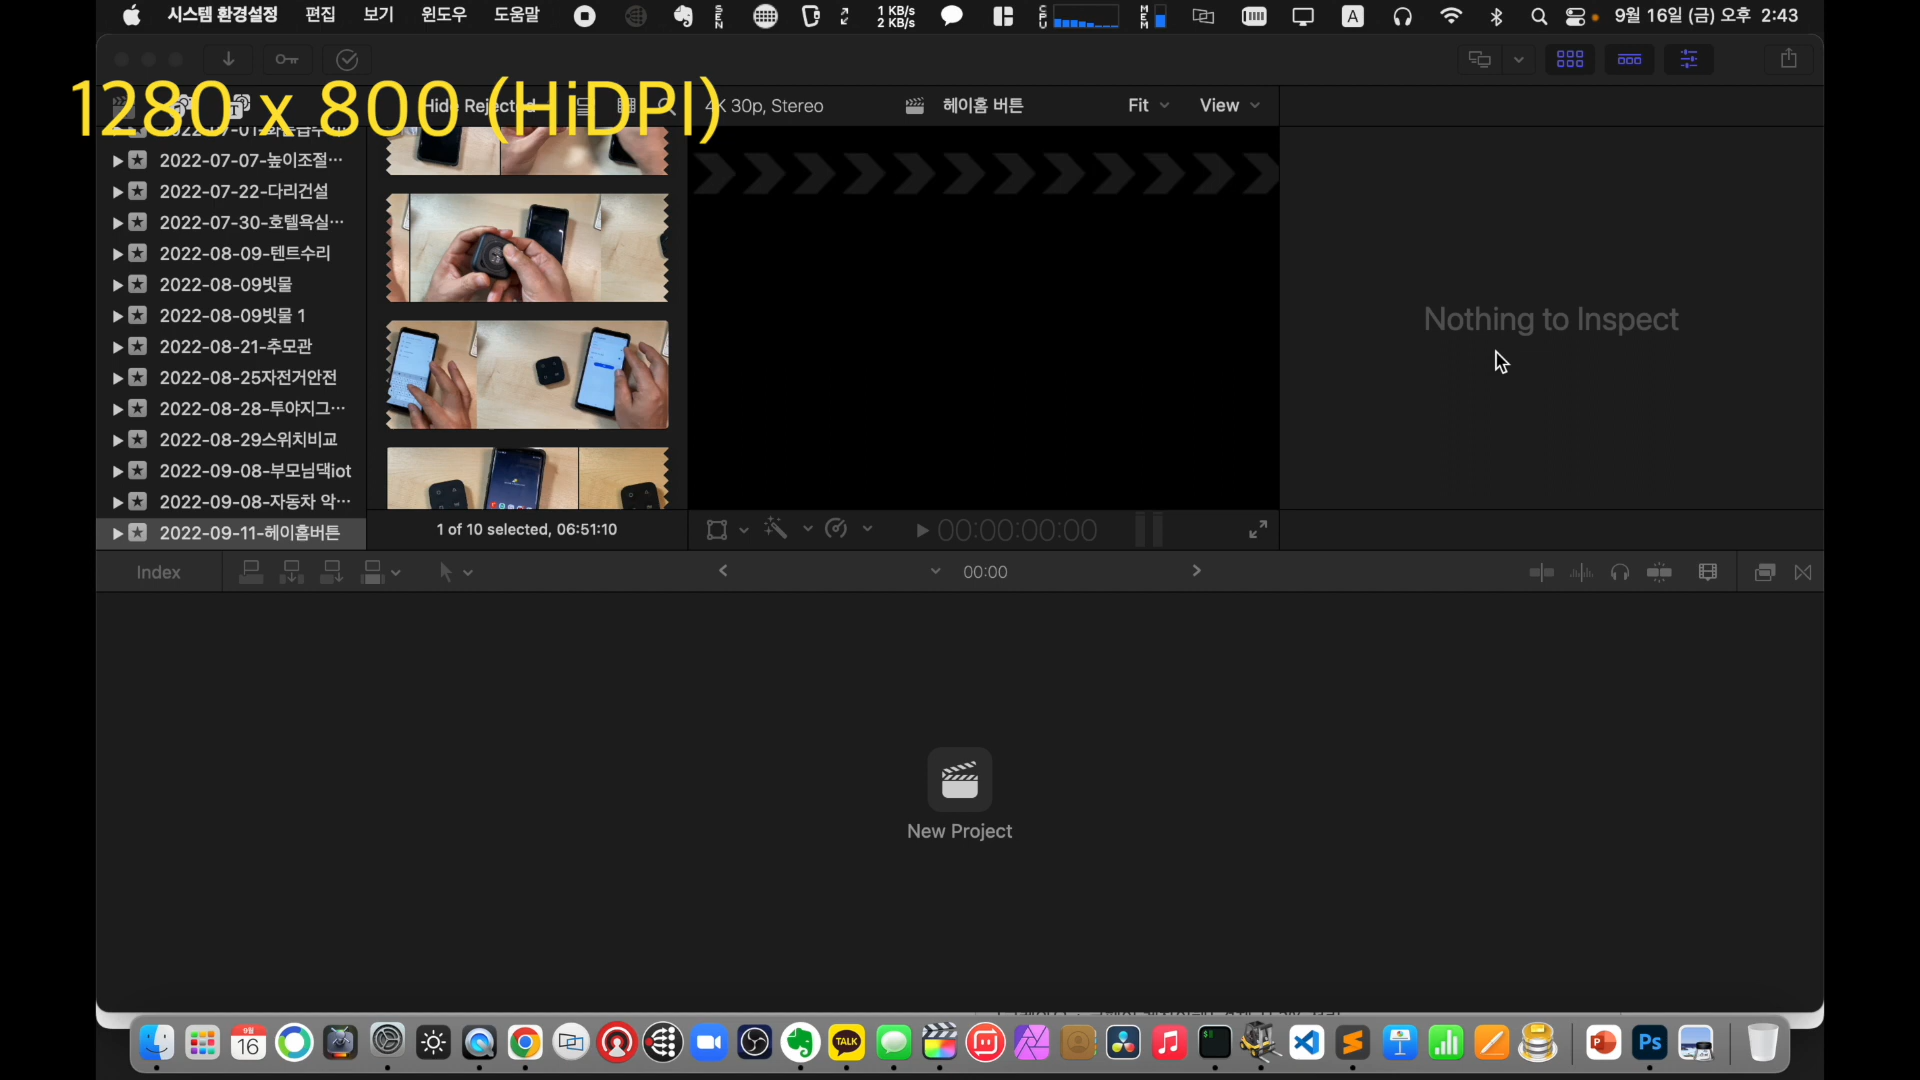 시스템 환경설정 편집 보기 윈도우 도움말
SEN
1 KB/s
2 KB/s
CPU
MEM
A
9월 16일 (금) 오후 2:43
1280 x 800 (HiDPI)
Hide Rejected
4K 30p, Stereo
헤이홈 버튼
Fit
View
2022-07-07-높이조절…
2022-07-22-다리건설
2022-07-30-호텔욕실…
2022-08-09-텐트수리
2022-08-09빗물
2022-08-09빗물 1
2022-08-21-추모관
2022-08-25자전거안전
2022-08-28-투야지그…
2022-08-29스위치비교
2022-09-08-부모님댁iot
2022-09-08-자동차 악…
2022-09-11-헤이홈버튼
Nothing to Inspect
1 of 10 selected, 06:51:10
00:00:00:00
Index
00:00
New Project
9월
16
TALK
P
Ps